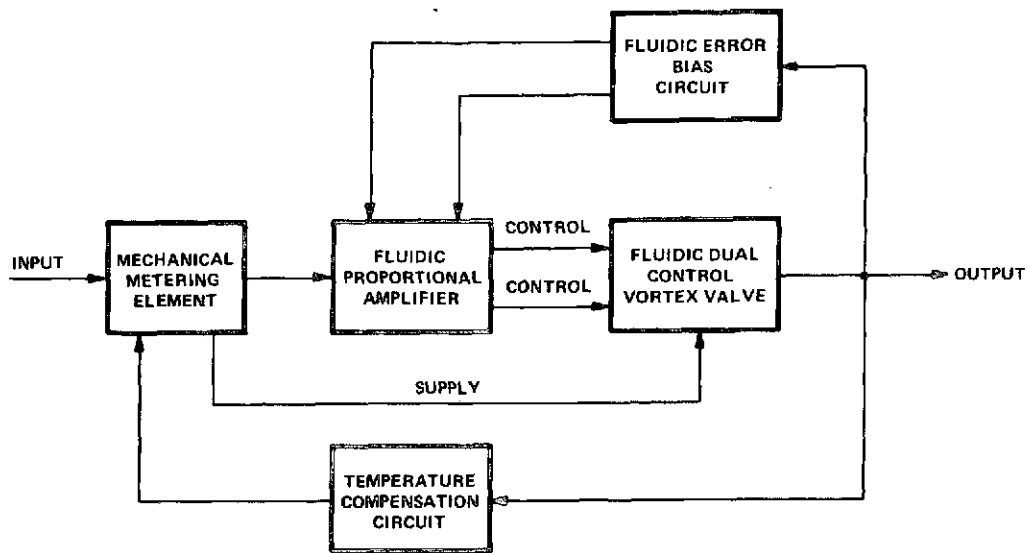 FLUIDIC ERROR
BIAS
CIRCUIT
INPUT
MECHANICAL
METERING
ELEMENT
FLUIDIC
PROPORTIONAL
AMPLIFIER
CONTROL
CONTROL
FLUIDIC DUAL
CONTROL
VORTEX VALVE
OUTPUT
SUPPLY
TEMPERATURE
COMPENSATION
CIRCUIT